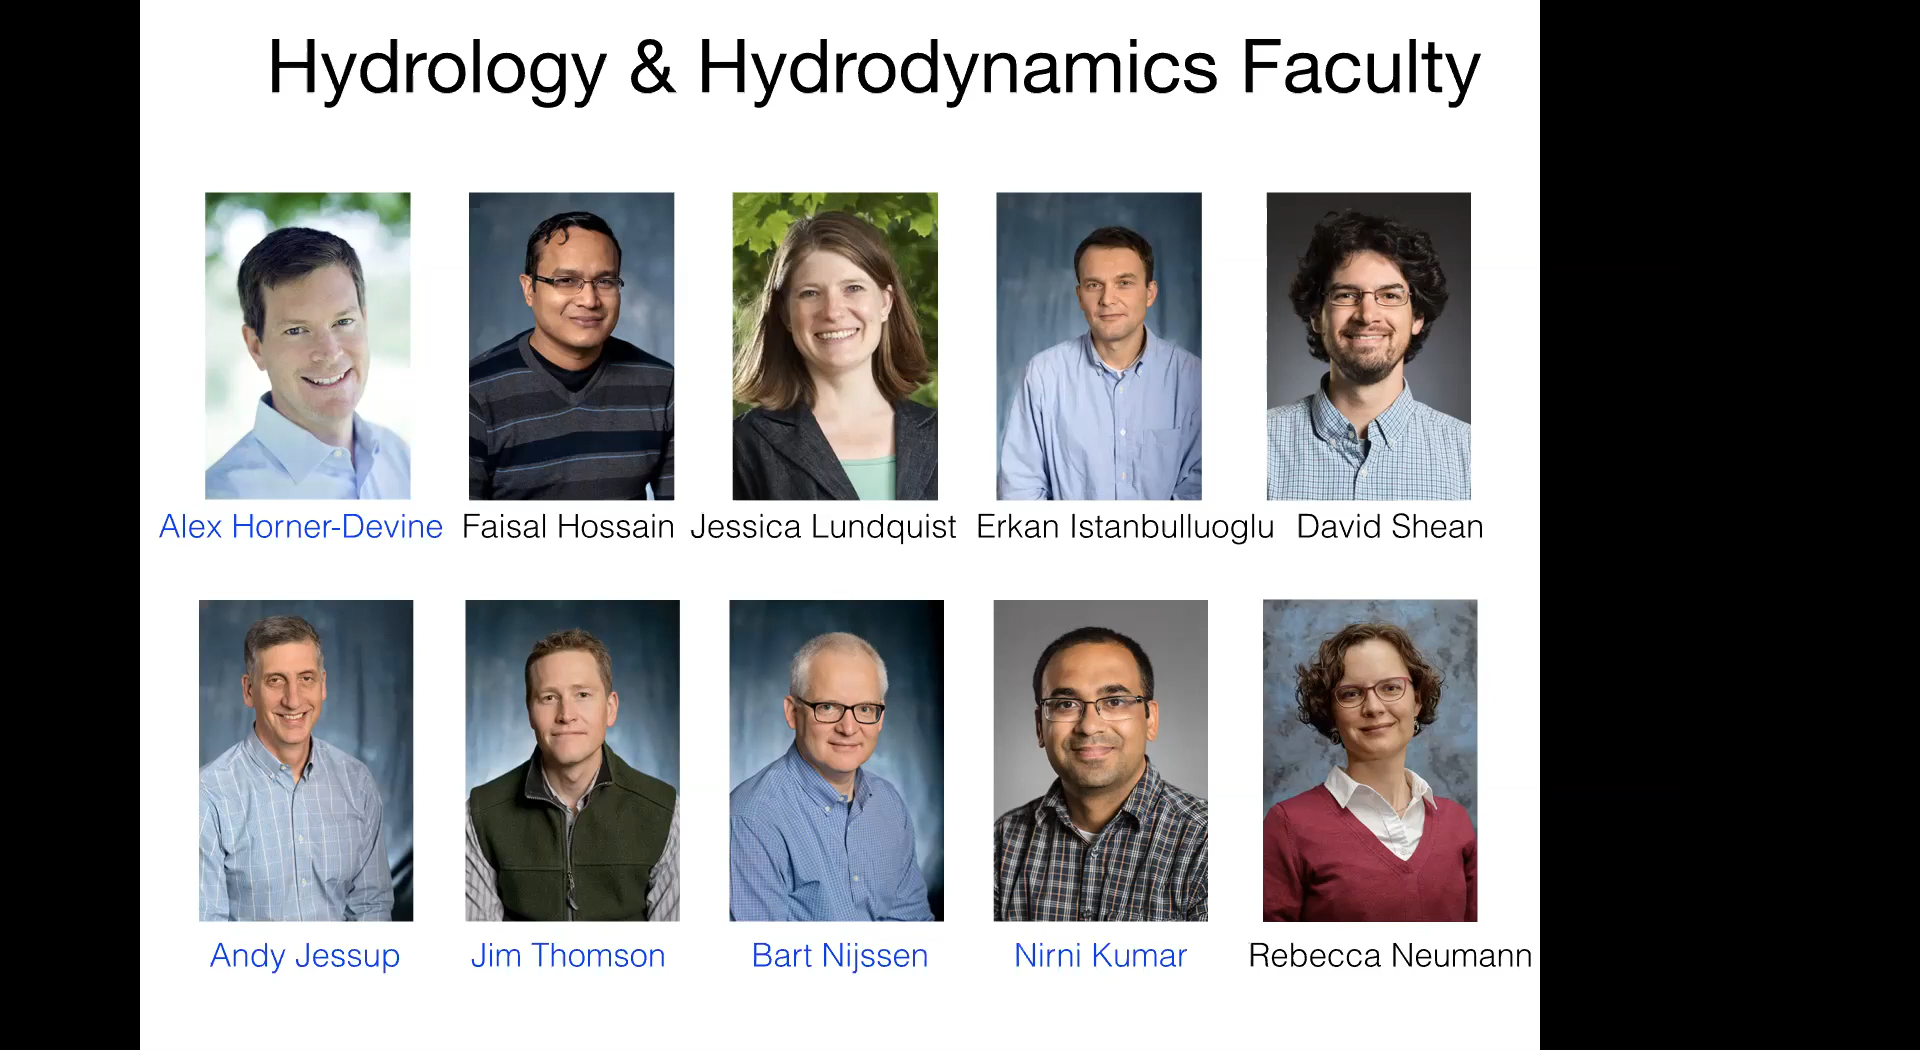 Hydrology & Hydrodynamics Faculty
Alex Horner-Devine Faisal Hossain Jessica Lundquist Erkan Istanbulluoglu David Shean
Andy Jessup Jim Thomson Bart Nijssen Nirni Kumar Rebecca Neumann